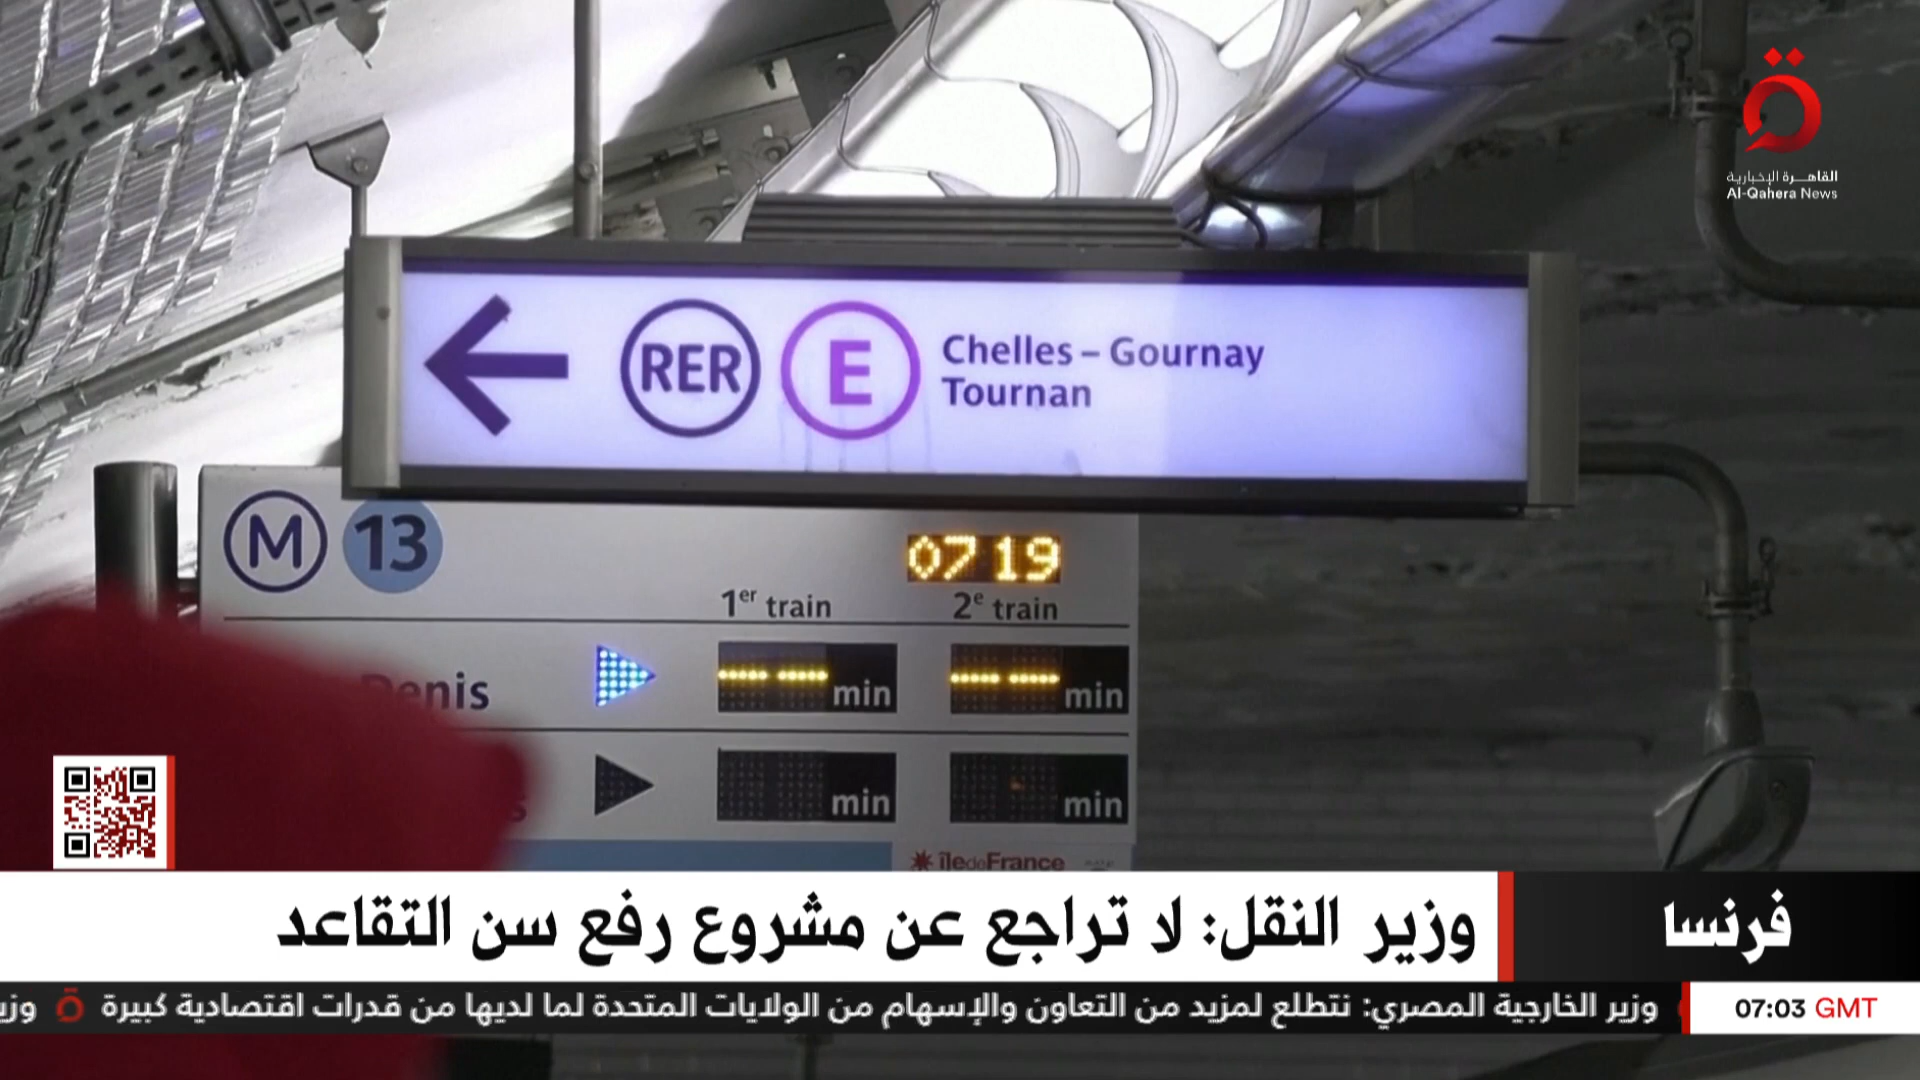 القاهرة الإخبارية
Al-Qahera News
RER E Chelles – Gournay
Tournan
M 13
07 19
1er train 2e train
Denis
min min
min min
îledeFrance
فرنسا
وزير النقل: لا تراجع عن مشروع رفع سن التقاعد
07:03 GMT
وزير الخارجية المصري: نتطلع لمزيد من التعاون والإسهام من الولايات المتحدة لما لديها من قدرات اقتصادية كبيرة